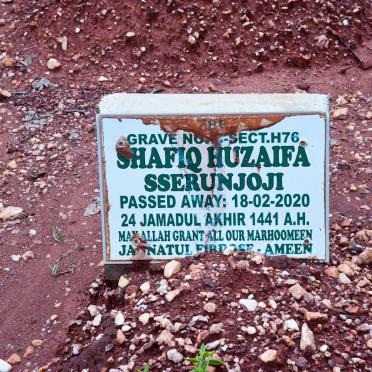 GRAVE NO. -SECT.H76
SHAFIQ HUZAIFA
SSERUNJOJI
PASSED AWAY: 18-02-2020
24 JAMADUL AKHIR 1441 A.H.
MAY ALLAH GRANT ALL OUR MARHOOMEEN
JANNATUL FIRDOSE - AMEEN